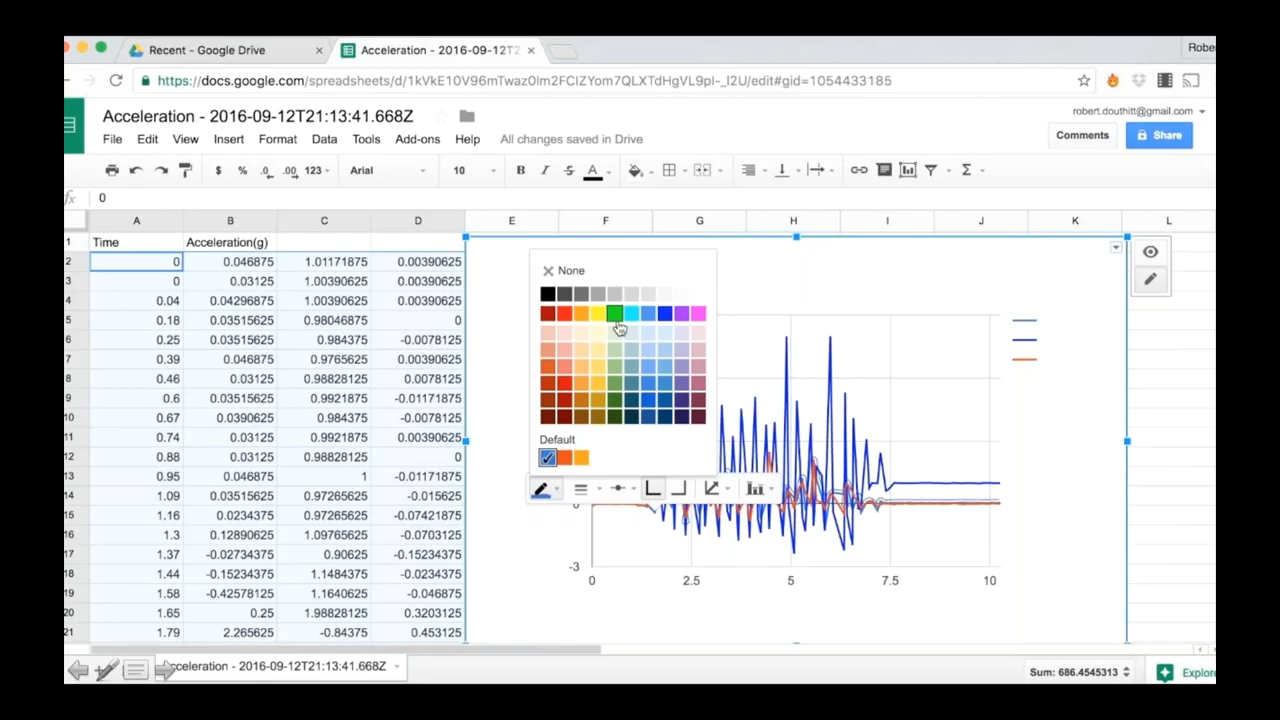 Recent - Google Drive
Acceleration - 2016-09-12T2
Rober
https://docs.google.com/spreadsheets/d/1kVkE10V96mTwaz0lm2FCIZYom7QLXTdHgVL9pI-_l2U/edit#gid=1054433185
Acceleration - 2016-09-12T21:13:41.668Z
robert.douthitt@gmail.com
File Edit View Insert Format Data Tools Add-ons Help All changes saved in Drive
Comments Share
$ % .0 .00 123 Arial 10 B I S A Σ
fx 0
A B C D E F G H I J K L
1 Time Acceleration(g)
2 0 0.046875 1.01171875 0.00390625
3 0 0.03125 1.00390625 0.00390625
4 0.04 0.04296875 1.00390625 0.00390625
5 0.18 0.03515625 0.98046875 0
6 0.25 0.03515625 0.984375 -0.0078125
7 0.39 0.046875 0.9765625 0.00390625
8 0.46 0.03125 0.98828125 0.0078125
9 0.6 0.03515625 0.9921875 -0.01171875
10 0.67 0.0390625 0.984375 -0.0078125
11 0.74 0.03125 0.9921875 0.00390625
12 0.88 0.03125 0.98828125 0
13 0.95 0.046875 1 -0.01171875
14 1.09 0.03515625 0.97265625 -0.015625
15 1.16 0.0234375 0.97265625 -0.07421875
16 1.3 0.12890625 1.09765625 -0.0703125
17 1.37 -0.02734375 0.90625 -0.15234375
18 1.44 -0.15234375 1.1484375 -0.0234375
19 1.58 -0.42578125 1.1640625 -0.046875
20 1.65 0.25 1.98828125 0.3203125
21 1.79 2.265625 -0.84375 0.453125
None
Default
0
-3
0 2.5 5 7.5 10
cceleration - 2016-09-12T21:13:41.668Z
Sum: 686.4545313
Explore